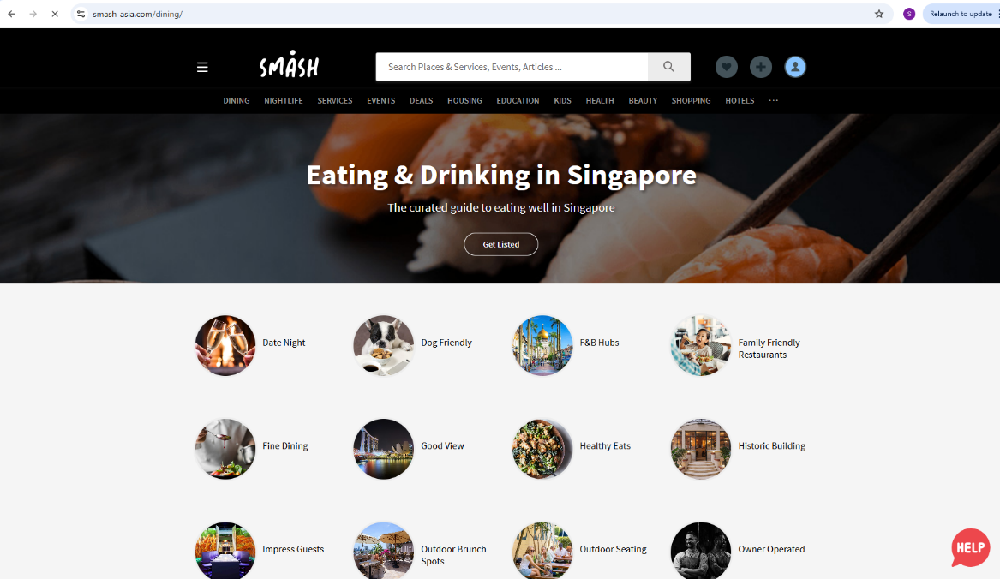 smash-asia.com/dining/
S
Relaunch to update
SMASH
Search Places & Services, Events, Articles ...
DINING NIGHTLIFE SERVICES EVENTS DEALS HOUSING EDUCATION KIDS HEALTH BEAUTY SHOPPING HOTELS ...
Eating & Drinking in Singapore
The curated guide to eating well in Singapore
Get Listed
Date Night
Dog Friendly
F&B Hubs
Family Friendly
Restaurants
Fine Dining
Good View
Healthy Eats
Historic Building
Impress Guests
Outdoor Brunch
Spots
Outdoor Seating
Owner Operated
HELP